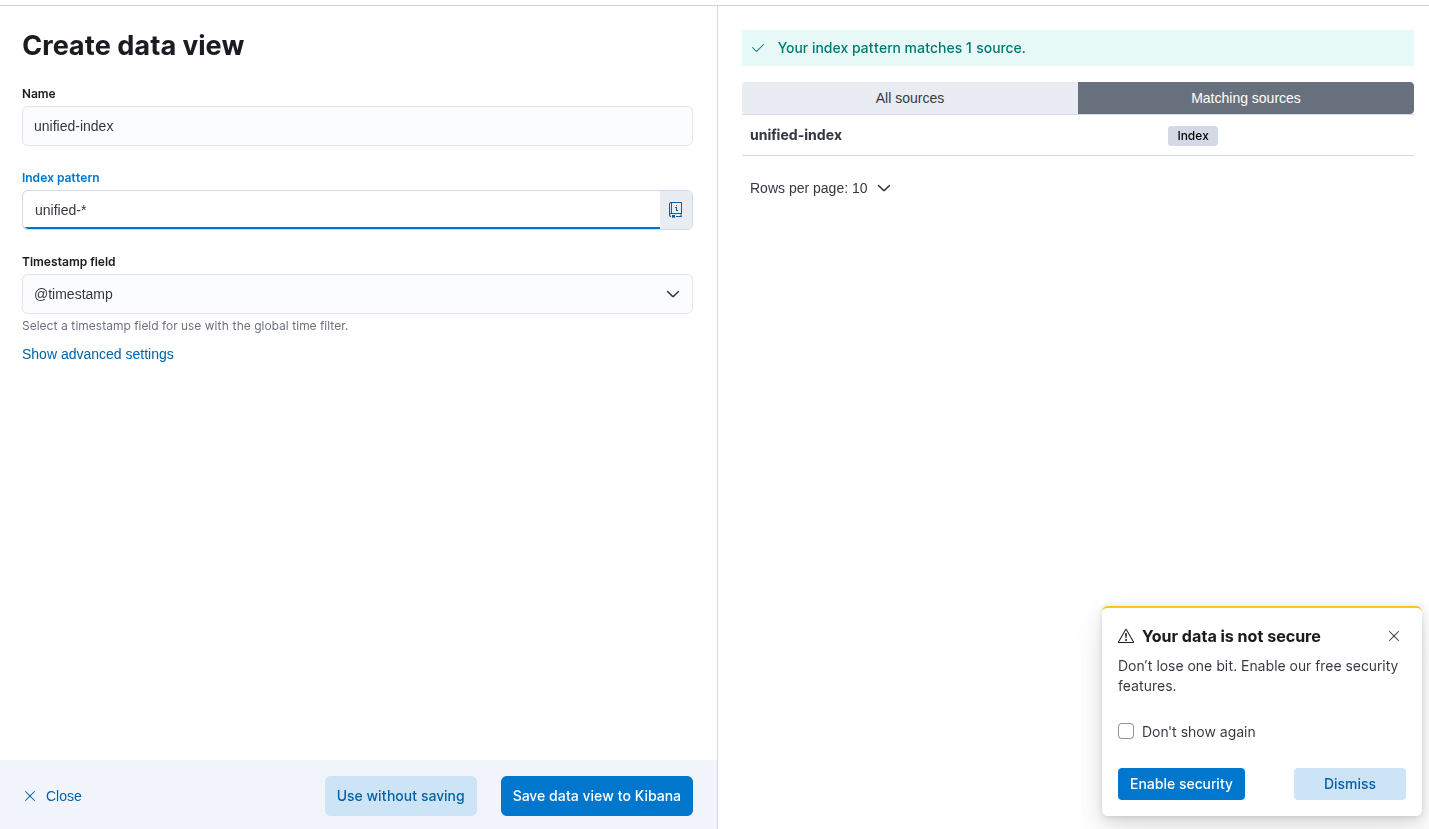 Create data view
Name
unified-index
Index pattern
unified-*
Timestamp field
@timestamp
Select a timestamp field for use with the global time filter.
Show advanced settings
Close
Use without saving
Save data view to Kibana
Your index pattern matches 1 source.
All sources
Matching sources
unified-index
Index
Rows per page: 10
Your data is not secure
Don’t lose one bit. Enable our free security
features.
Don't show again
Enable security
Dismiss